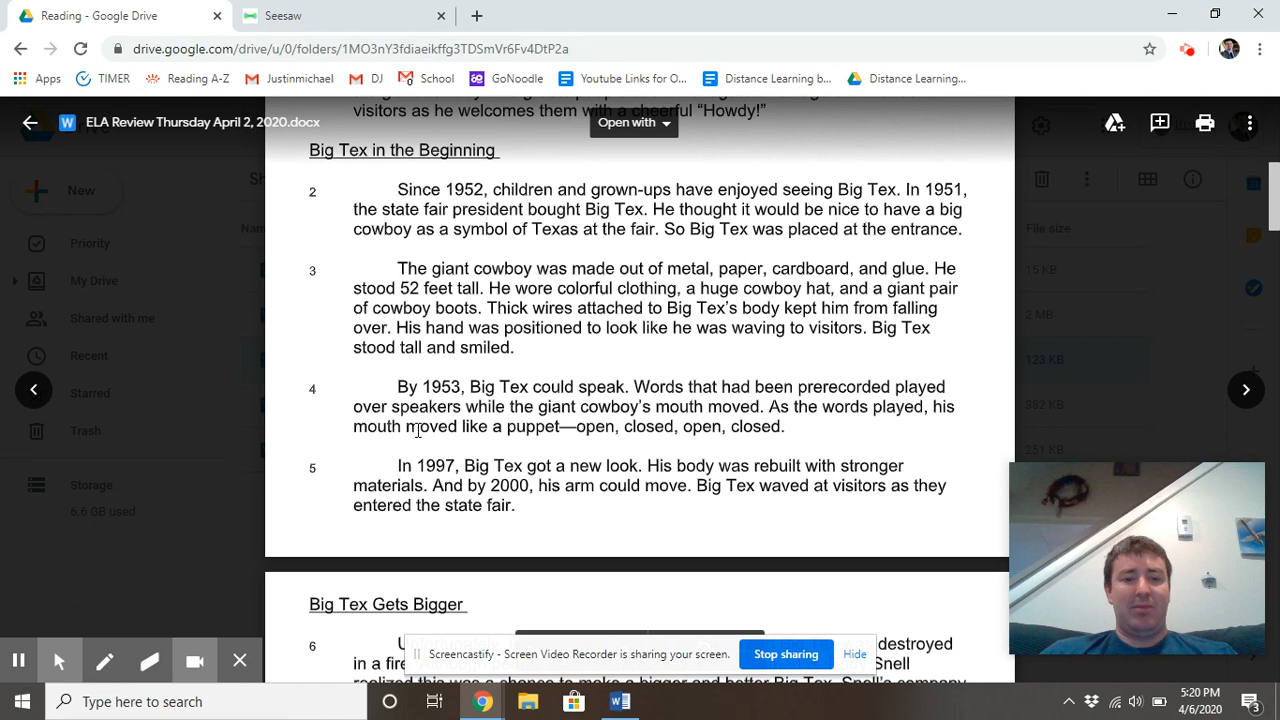 Reading - Google Drive
Seesaw
drive.google.com/drive/u/0/folders/1MO3nY3fdiaeikffg3TDSmVr6Fv4DtP2a
Apps TIMER Reading A-Z Justinmichael DJ School GoNoodle Youtube Links for O... Distance Learning b... Distance Learning...
visitors as he welcomes them with a cheerful “Howdy!”
ELA Review Thursday April 2, 2020.docx
Open with
Big Tex in the Beginning
2 Since 1952, children and grown-ups have enjoyed seeing Big Tex. In 1951,
the state fair president bought Big Tex. He thought it would be nice to have a big
cowboy as a symbol of Texas at the fair. So Big Tex was placed at the entrance.
3 The giant cowboy was made out of metal, paper, cardboard, and glue. He
stood 52 feet tall. He wore colorful clothing, a huge cowboy hat, and a giant pair
of cowboy boots. Thick wires attached to Big Tex’s body kept him from falling
over. His hand was positioned to look like he was waving to visitors. Big Tex
stood tall and smiled.
4 By 1953, Big Tex could speak. Words that had been prerecorded played
over speakers while the giant cowboy’s mouth moved. As the words played, his
mouth moved like a puppet—open, closed, open, closed.
5 In 1997, Big Tex got a new look. His body was rebuilt with stronger
materials. And by 2000, his arm could move. Big Tex waved at visitors as they
entered the state fair.
Big Tex Gets Bigger
6 destroyed
in a fire Snell
New
Priority
My Drive
Shared with me
Recent
Starred
Trash
Storage
6.6 GB used
File size
15 KB
2 MB
123 KB
382 KB
251 KB
Screencastify - Screen Video Recorder is sharing your screen.
Stop sharing
Hide
Type here to search
5:20 PM
4/6/2020
3